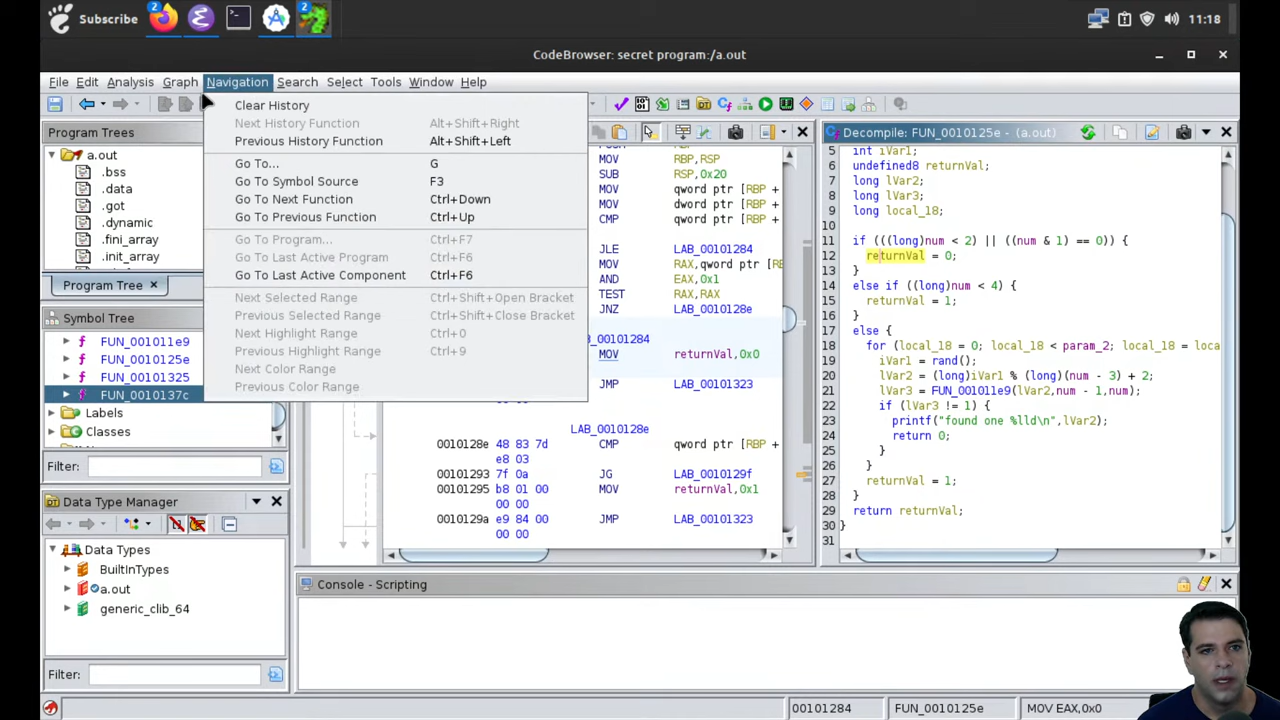 Subscribe
2
2
11:18
CodeBrowser: secret program:/a.out
File Edit Analysis Graph Navigation Search Select Tools Window Help
Clear History
Next History Function Alt+Shift+Right
Previous History Function Alt+Shift+Left
Go To... G
Go To Symbol Source F3
Go To Next Function Ctrl+Down
Go To Previous Function Ctrl+Up
Go To Program... Ctrl+F7
Go To Last Active Program Ctrl+F6
Go To Last Active Component Ctrl+F6
Next Selected Range Ctrl+Shift+Open Bracket
Previous Selected Range Ctrl+Shift+Close Bracket
Next Highlight Range Ctrl+0
Previous Highlight Range Ctrl+9
Next Color Range
Previous Color Range
Program Trees
a.out
.bss
.data
.got
.dynamic
.fini_array
.init_array
Program Tree
Symbol Tree
FUN_001011e9
FUN_0010125e
FUN_00101325
FUN_0010137c
Labels
Classes
Filter:
Data Type Manager
Data Types
BuiltInTypes
a.out
generic_clib_64
Filter:
MOV RBP,RSP
SUB RSP,0x20
MOV qword ptr [RBP +
MOV qword ptr [RBP +
CMP qword ptr [RBP +
JLE LAB_00101284
MOV RAX,qword ptr [RB
AND EAX,0x1
TEST RAX,RAX
JNZ LAB_0010128e
B_00101284
MOV returnVal,0x0
JMP LAB_00101323
LAB_0010128e
0010128e 48 83 7d CMP qword ptr [RBP +
e8 03
00101293 7f 0a JG LAB_0010129f
00101295 b8 01 00 MOV returnVal,0x1
00 00
0010129a e9 84 00 JMP LAB_00101323
00 00
Decompile: FUN_0010125e - (a.out)
5 int iVar1;
6 undefined8 returnVal;
7 long lVar2;
8 long lVar3;
9 long local_18;
10
11 if (((long)num < 2) || ((num & 1) == 0)) {
12 returnVal = 0;
13 }
14 else if ((long)num < 4) {
15 returnVal = 1;
16 }
17 else {
18 for (local_18 = 0; local_18 < param_2; local_18 = loca
19 iVar1 = rand();
20 lVar2 = (long)iVar1 % (long)(num - 3) + 2;
21 lVar3 = FUN_001011e9(lVar2,num - 1,num);
22 if (lVar3 != 1) {
23 printf("found one %lld\n",lVar2);
24 return 0;
25 }
26 }
27 returnVal = 1;
28 }
29 return returnVal;
30 }
31
Console - Scripting
00101284 FUN_0010125e MOV EAX,0x0